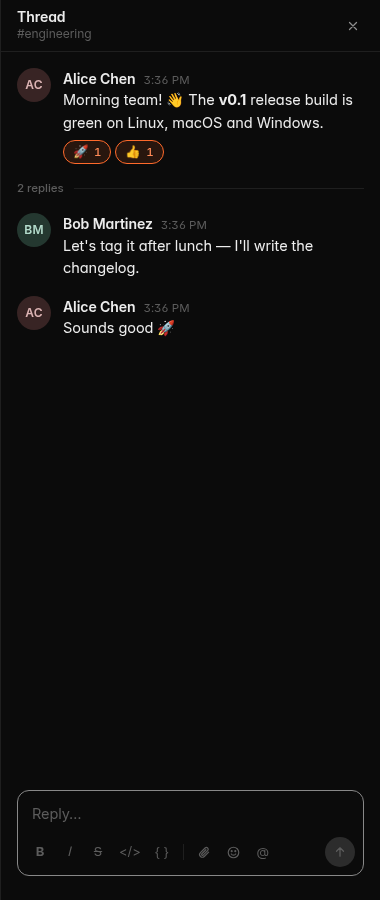 Thread
#engineering
AC
Alice Chen 3:36 PM
Morning team! 👋 The v0.1 release build is
green on Linux, macOS and Windows.
🚀 1 👍 1
2 replies
BM
Bob Martinez 3:36 PM
Let's tag it after lunch — I'll write the
changelog.
AC
Alice Chen 3:36 PM
Sounds good 🚀
Reply...
B I S </> { } @